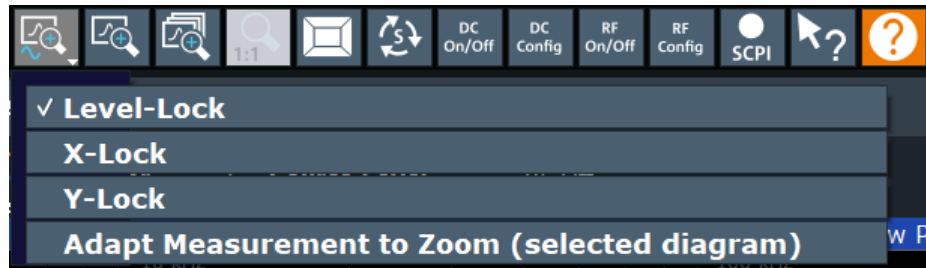 1:1
S
DC
On/Off
DC
Config
RF
On/Off
RF
Config
SCPI
?
?
✓ Level-Lock
X-Lock
Y-Lock
Adapt Measurement to Zoom (selected diagram)
w P